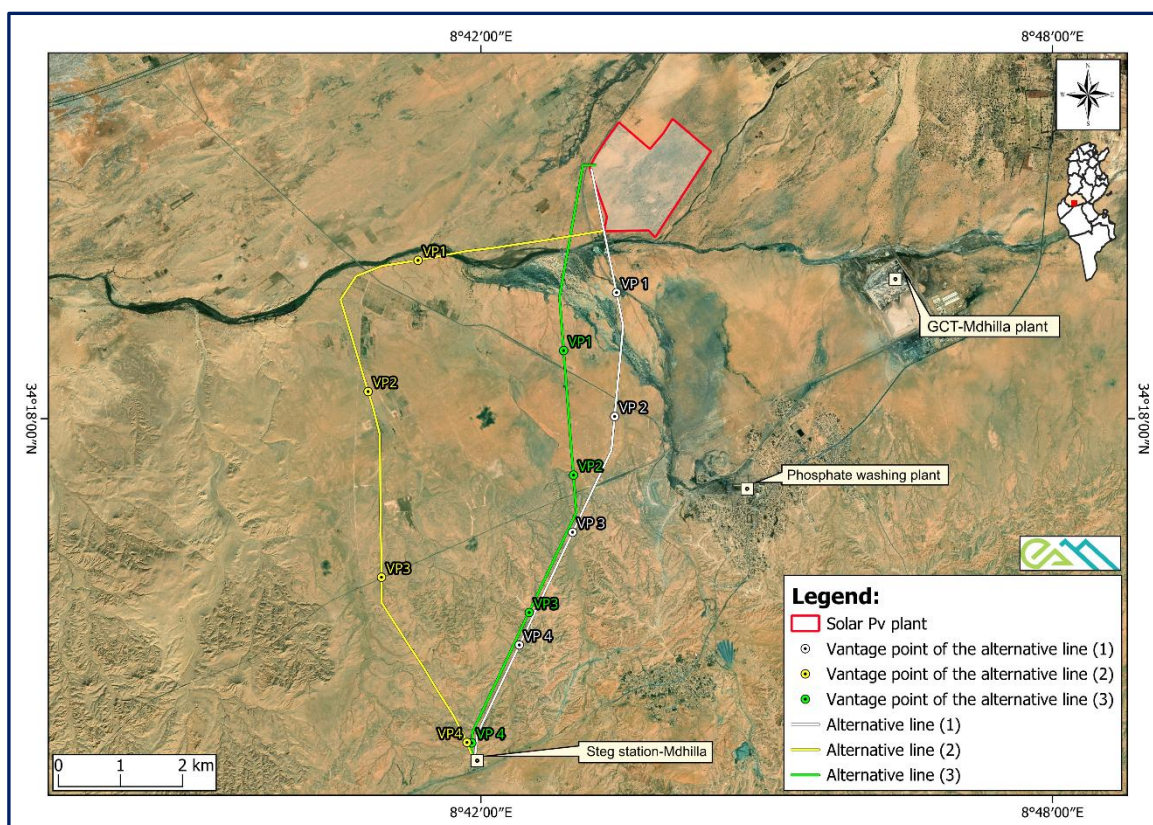 8°42'00"E
8°48'00"E
N
W
E
S
VP1
VP 1
GCT-Mdhilla plant
VP1
VP2
VP 2
34°18'00"N
34°18'00"N
VP2
Phosphate washing plant
VP 3
VP3
VP3
VP 4
VP4
VP 4
Steg station-Mdhilla
Legend:
Solar Pv plant
Vantage point of the alternative line (1)
Vantage point of the alternative line (2)
Vantage point of the alternative line (3)
Alternative line (1)
Alternative line (2)
Alternative line (3)
0 1 2 km
8°42'00"E
8°48'00"E